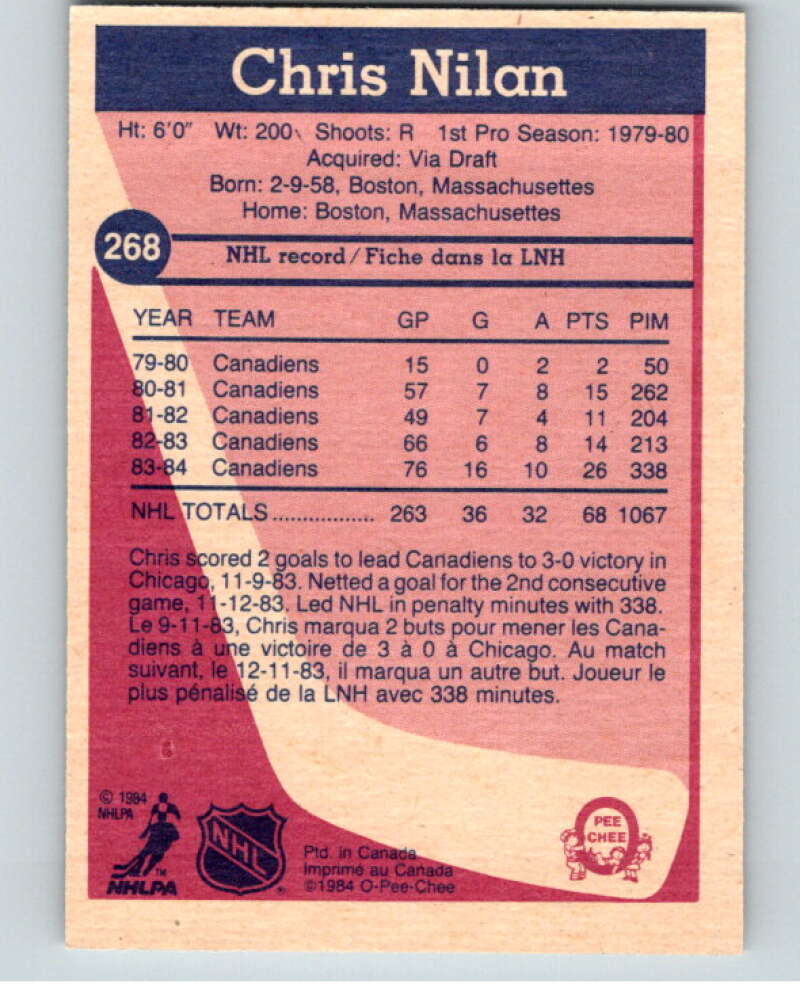 Chris Nilan
Ht: 6'0" Wt: 200 Shoots: R 1st Pro Season: 1979-80
Acquired: Via Draft
Born: 2-9-58, Boston, Massachusettes
Home: Boston, Massachusettes
268
NHL record/Fiche dans la LNH
YEAR TEAM GP G A PTS PIM
79-80 Canadiens 15 0 2 2 50
80-81 Canadiens 57 7 8 15 262
81-82 Canadiens 49 7 4 11 204
82-83 Canadiens 66 6 8 14 213
83-84 Canadiens 76 16 10 26 338
NHL TOTALS................. 263 36 32 68 1067
Chris scored 2 goals to lead Canadiens to 3-0 victory in
Chicago, 11-9-83. Netted a goal for the 2nd consecutive
game, 11-12-83. Led NHL in penalty minutes with 338.
Le 9-11-83, Chris marqua 2 buts pour mener les Cana-
diens à une victoire de 3 à 0 à Chicago. Au match
suivant, le 12-11-83, il marqua un autre but. Joueur le
plus pénalisé de la LNH avec 338 minutes.
© 1984
NHLPA
TM
NHLPA
NHL
®
Ptd. in Canada
Imprimé au Canada
©1984 O-Pee-Chee
PEE
CHEE